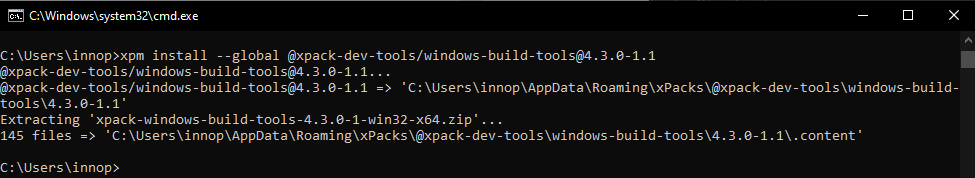 C:\Windows\system32\cmd.exe
C:\Users\innop>xpm install --global @xpack-dev-tools/windows-build-tools@4.3.0-1.1
@xpack-dev-tools/windows-build-tools@4.3.0-1.1...
@xpack-dev-tools/windows-build-tools@4.3.0-1.1 => 'C:\Users\innop\AppData\Roaming\xPacks\@xpack-dev-tools\windows-build-
tools\4.3.0-1.1'
Extracting 'xpack-windows-build-tools-4.3.0-1-win32-x64.zip'...
145 files => 'C:\Users\innop\AppData\Roaming\xPacks\@xpack-dev-tools\windows-build-tools\4.3.0-1.1\.content'
C:\Users\innop>